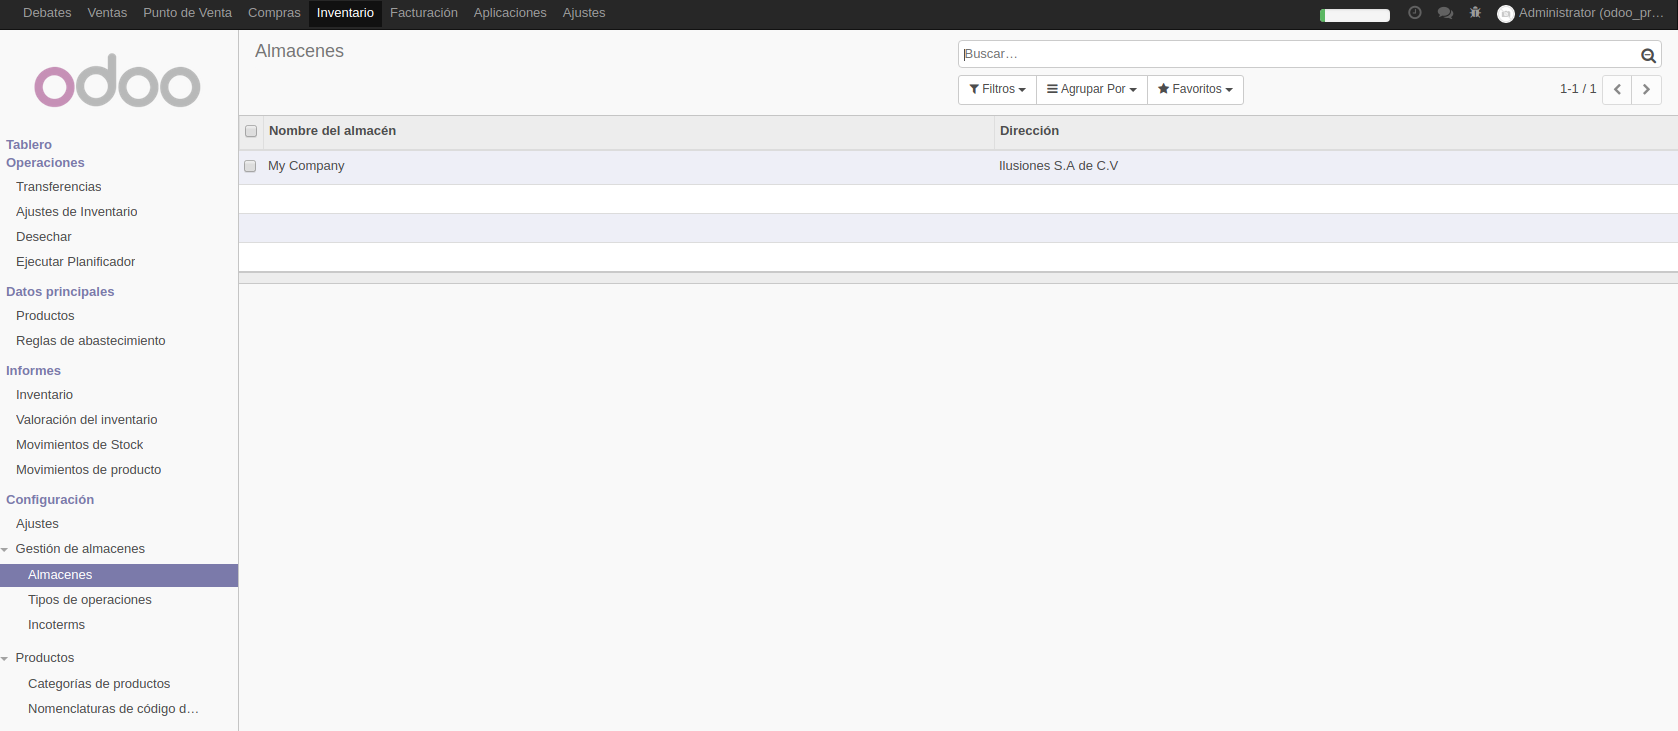 Debates Ventas Punto de Venta Compras Inventario Facturación Aplicaciones Ajustes Administrator (odoo_pr…
odoo
Almacenes
Buscar…
Filtros Agrupar Por Favoritos 1-1 / 1
Nombre del almacén Dirección
My Company Ilusiones S.A de C.V
Tablero
Operaciones
Transferencias
Ajustes de Inventario
Desechar
Ejecutar Planificador
Datos principales
Productos
Reglas de abastecimiento
Informes
Inventario
Valoración del inventario
Movimientos de Stock
Movimientos de producto
Configuración
Ajustes
Gestión de almacenes
Almacenes
Tipos de operaciones
Incoterms
Productos
Categorías de productos
Nomenclaturas de código d…